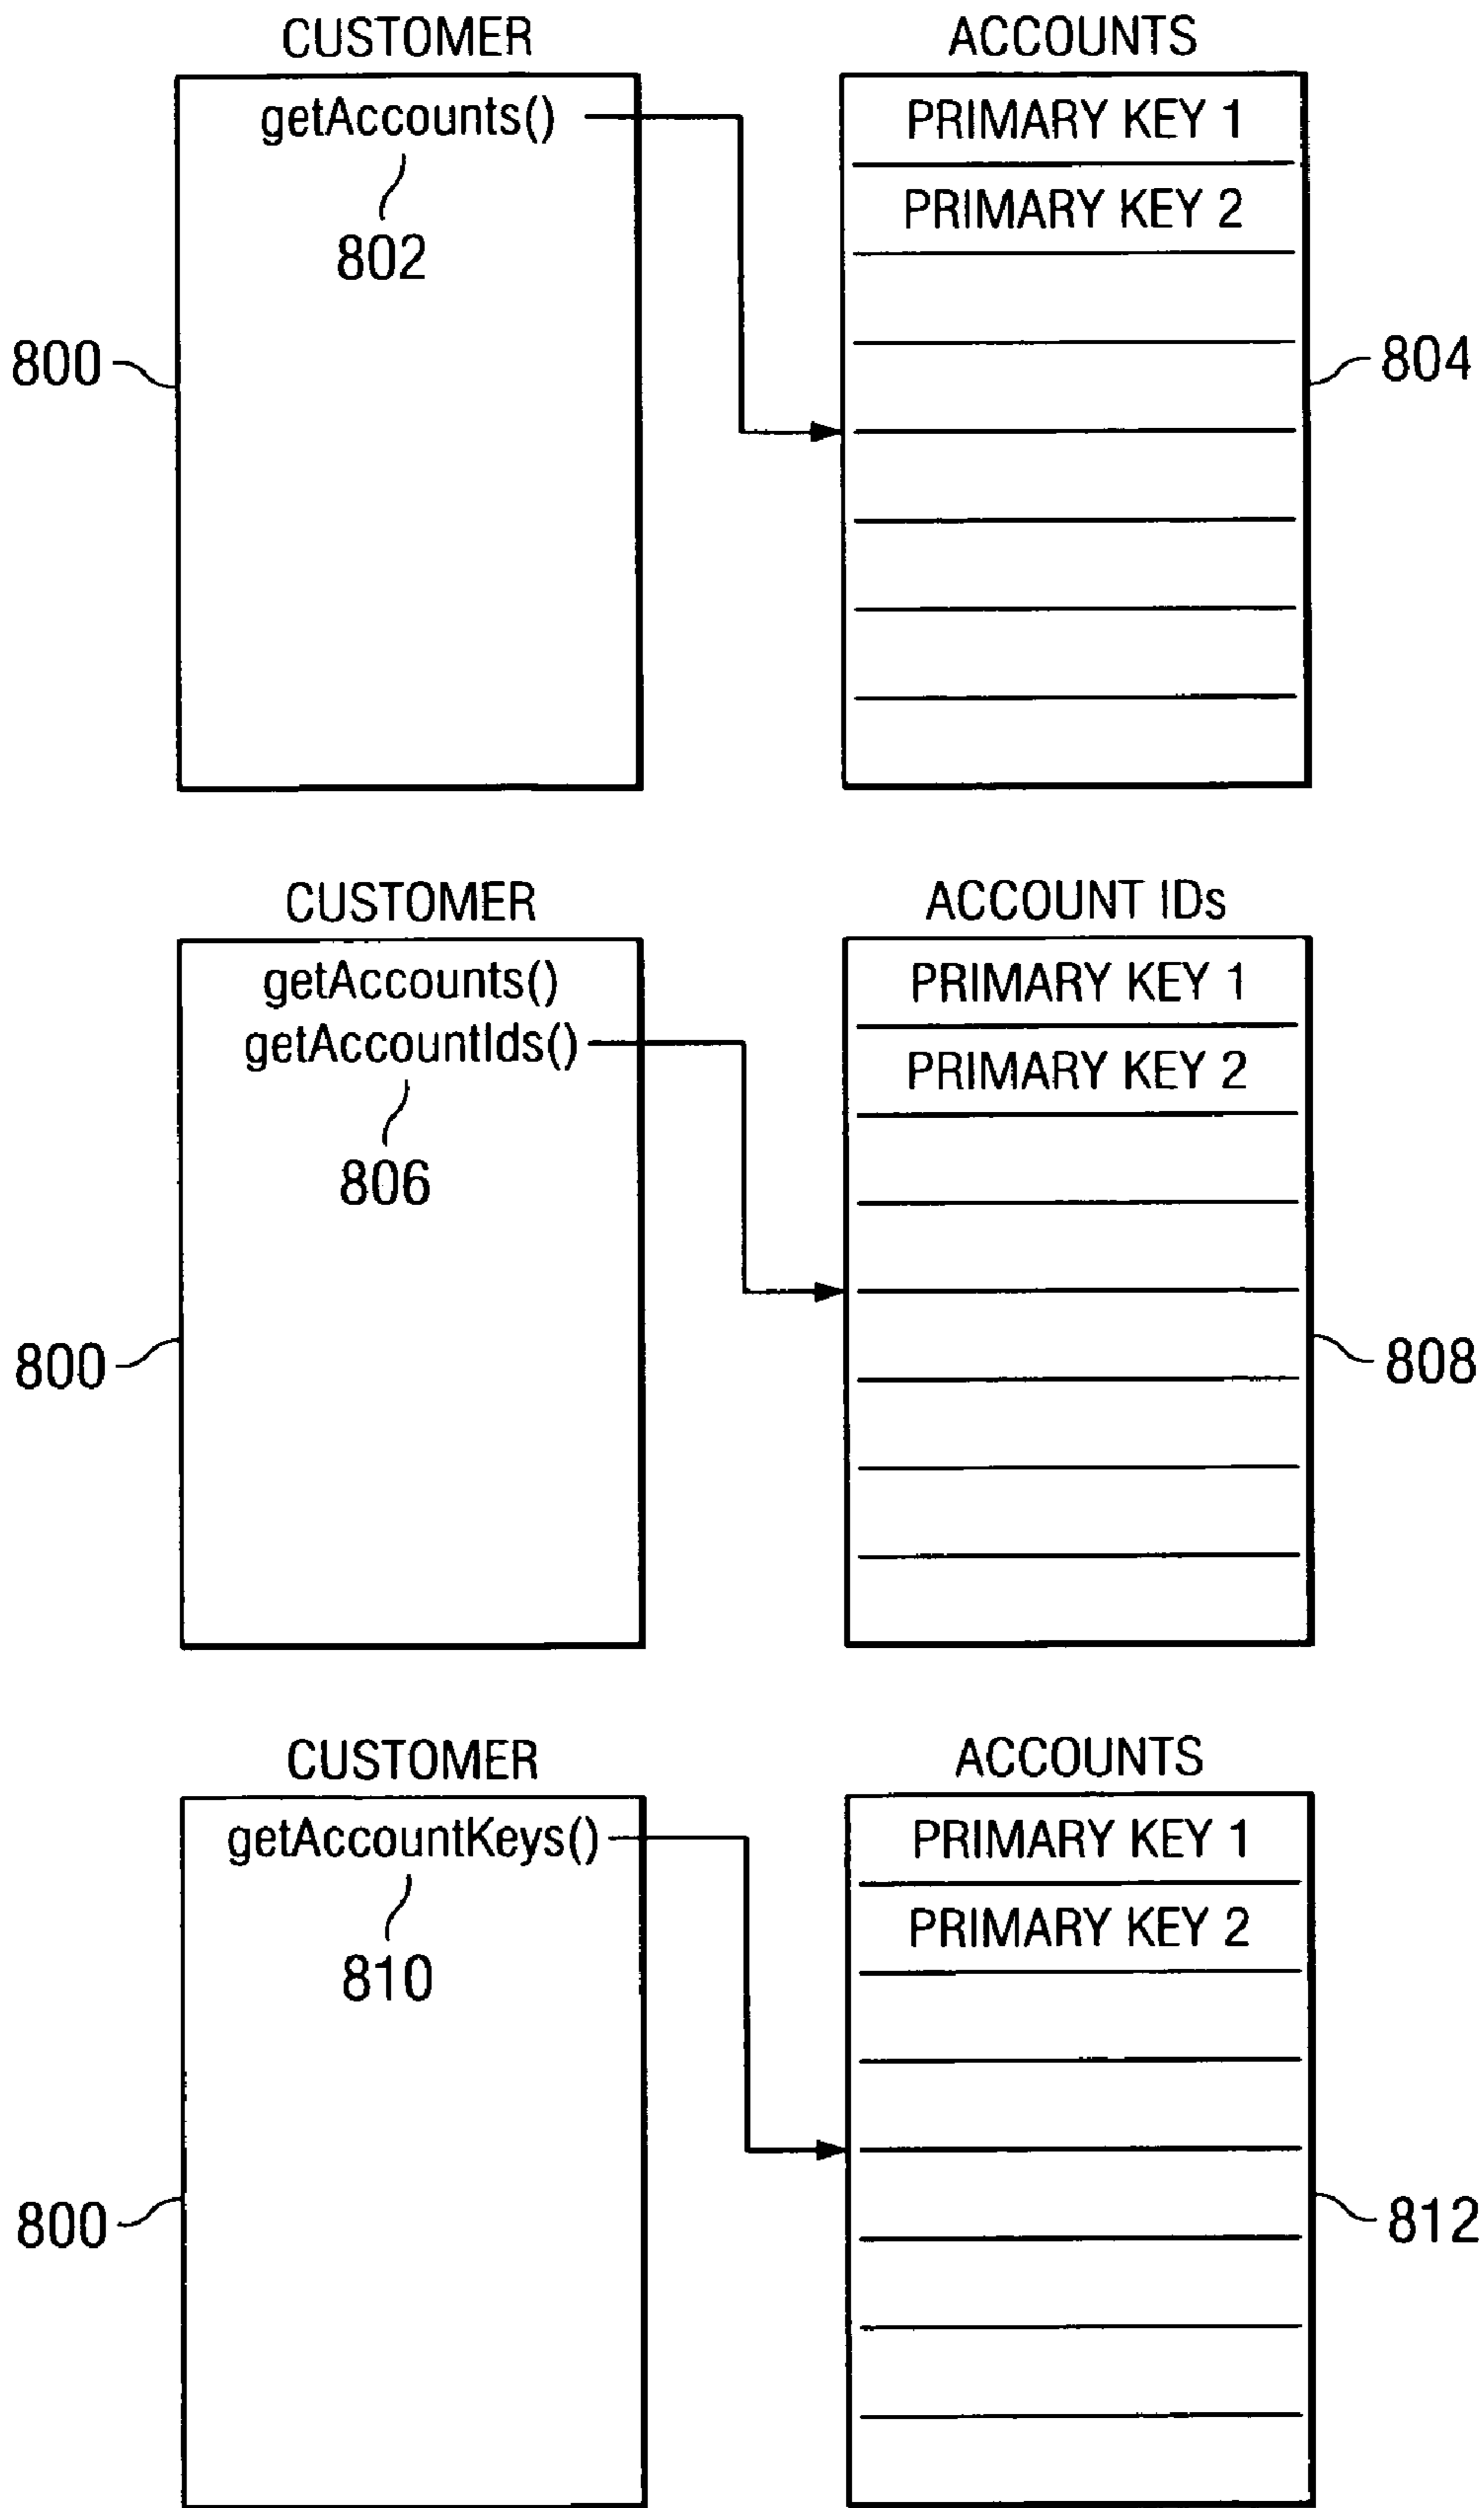 CUSTOMER
ACCOUNTS
getAccounts()
PRIMARY KEY 1
PRIMARY KEY 2
802
800
804
CUSTOMER
ACCOUNT IDs
getAccounts()
PRIMARY KEY 1
getAccountIds()
PRIMARY KEY 2
806
800
808
CUSTOMER
ACCOUNTS
getAccountKeys()
PRIMARY KEY 1
PRIMARY KEY 2
810
800
812